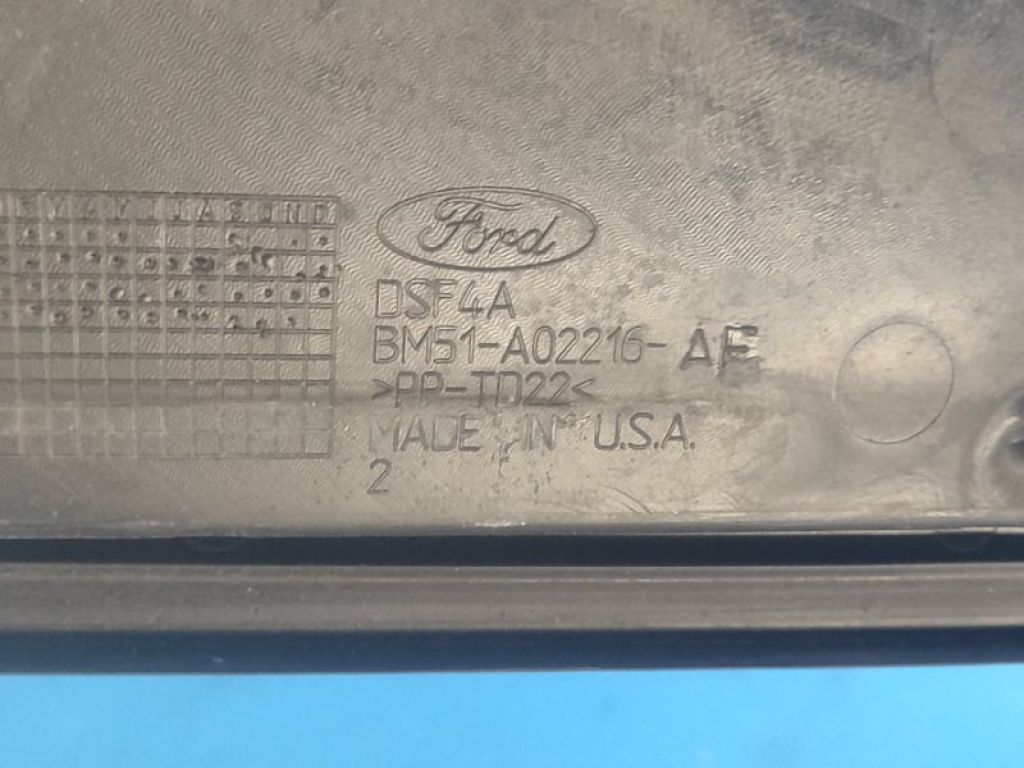 Ford
DSF4A
BM51-A02216-AE
>PP-TD22<
MADE IN U.S.A.
2